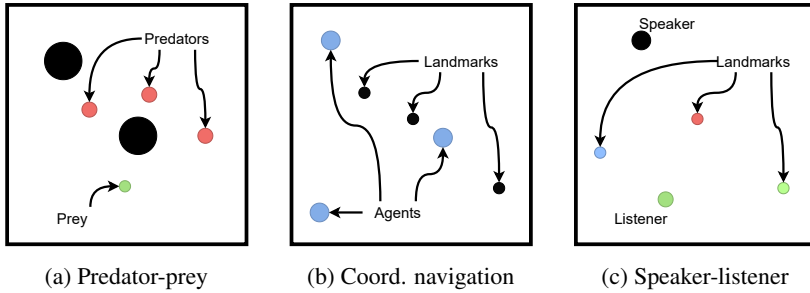 Predators
Prey
(a) Predator-prey
Landmarks
Agents
(b) Coord. navigation
Speaker
Landmarks
Listener
(c) Speaker-listener